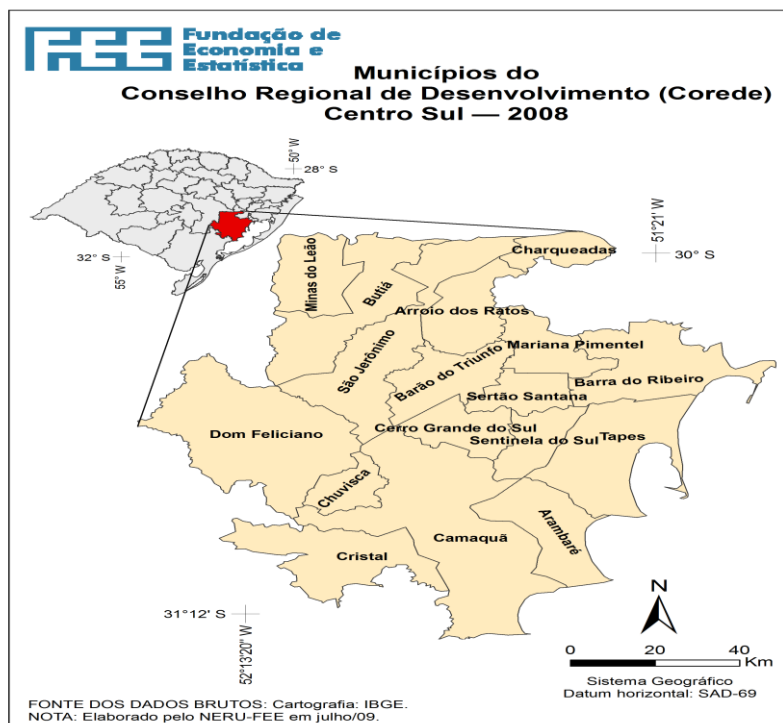 FEE Fundação de
Economia e
Estatística
Municípios do
Conselho Regional de Desenvolvimento (Corede)
Centro Sul — 2008
50° W
28° S
32° S
55° W
51°21' W
30° S
Charqueadas
Minas do Leão
Butiá
Arroio dos Ratos
São Jerônimo
Barão do Triunfo
Mariana Pimentel
Barra do Ribeiro
Sertão Santana
Dom Feliciano
Cerro Grande do Sul
Sentinela do Sul
Tapes
Chuvisca
Arambaré
Camaquã
Cristal
31°12' S
52°13'20" W
N
0 20 40
Km
Sistema Geográfico
Datum horizontal: SAD-69
FONTE DOS DADOS BRUTOS: Cartografia: IBGE.
NOTA: Elaborado pelo NERU-FEE em julho/09.